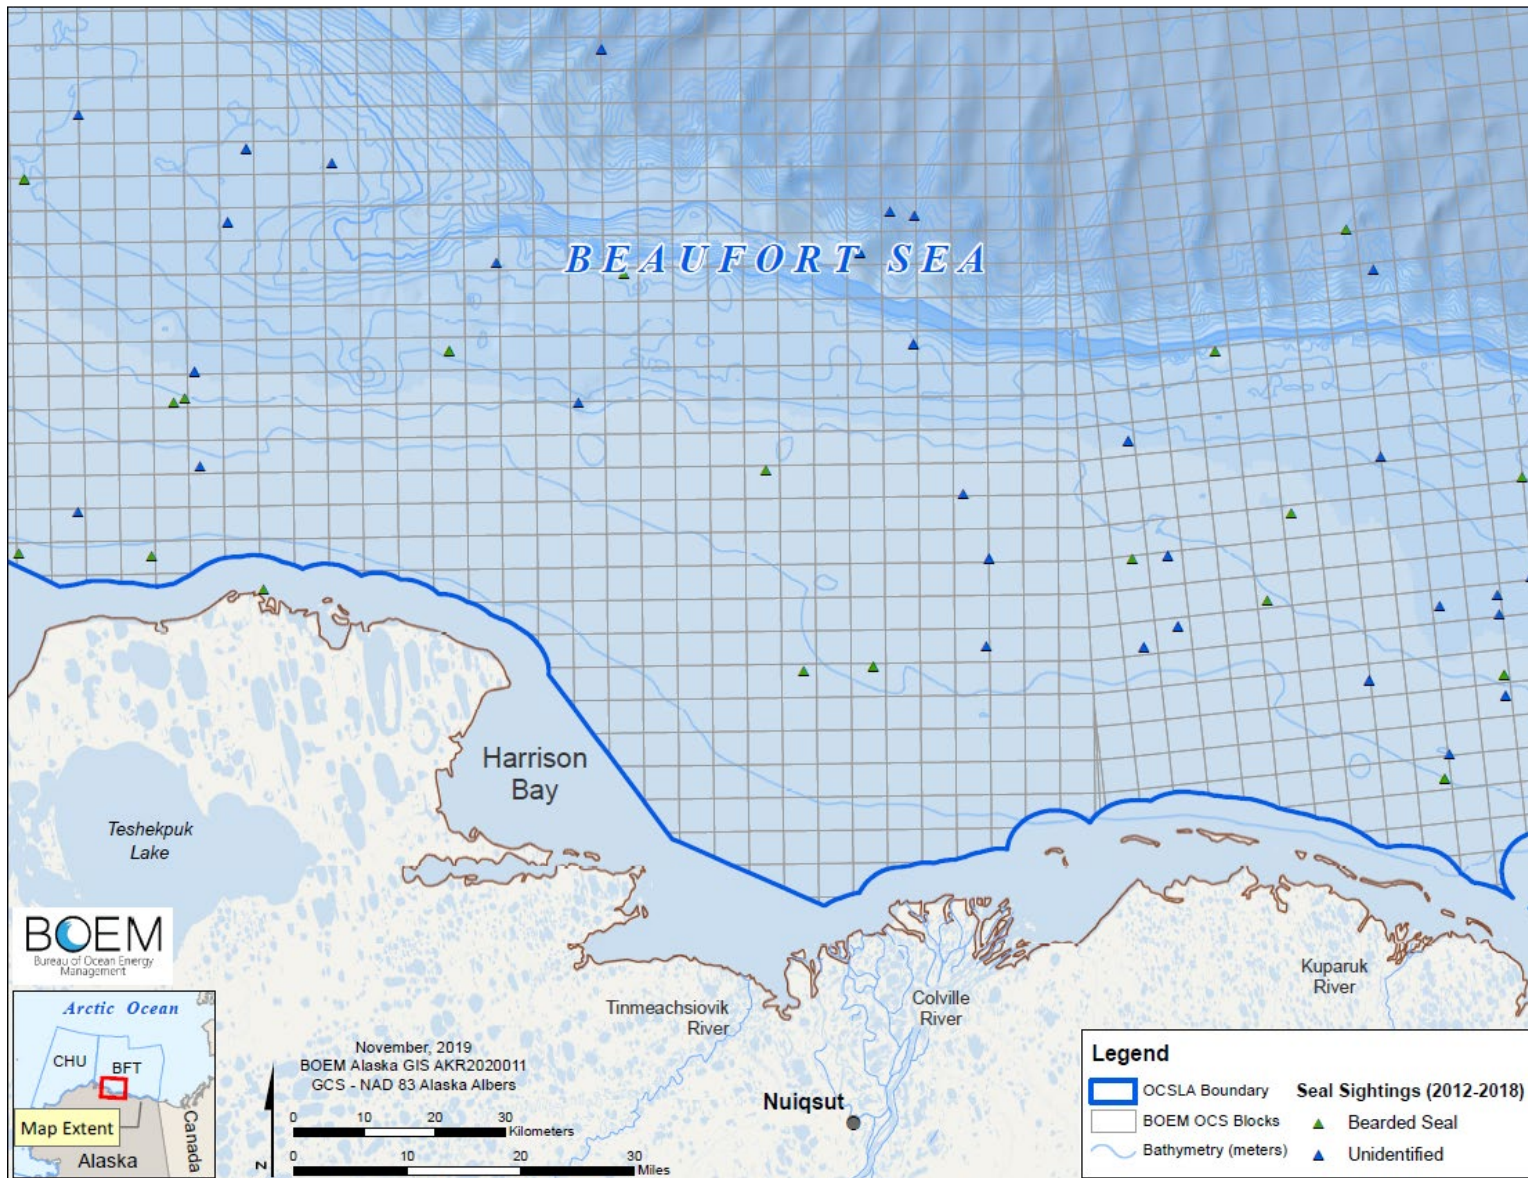 BEAUFORT SEA
Harrison
Bay
Teshekpuk
Lake
BOEM
Bureau of Ocean Energy
Management
Tinmeachsiovik
River
Colville
River
Kuparuk
River
Nuiqsut
Arctic Ocean
CHU
BFT
Map Extent
Alaska
Canada
November, 2019
BOEM Alaska GIS AKR2020011
GCS - NAD 83 Alaska Albers
0 10 20 30
Kilometers
0 10 20 30
Miles
N
Legend
OCSLA Boundary
BOEM OCS Blocks
Bathymetry (meters)
Seal Sightings (2012-2018)
Bearded Seal
Unidentified